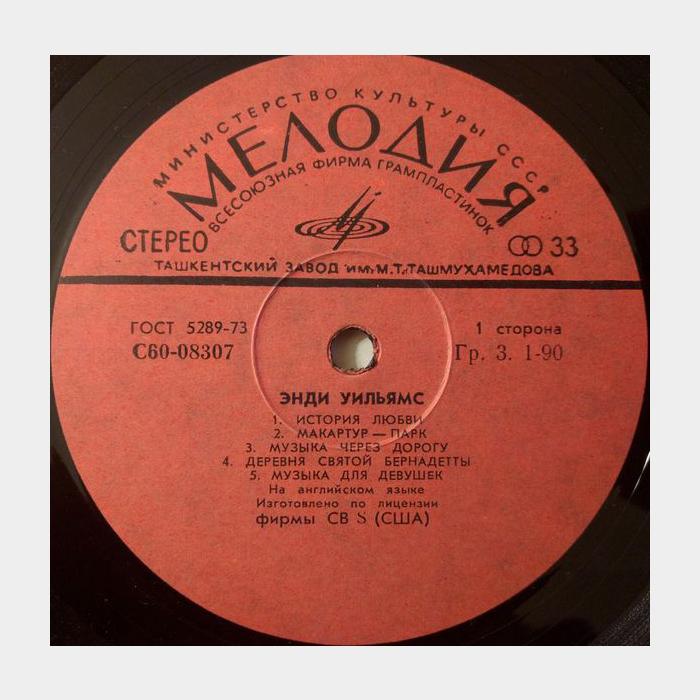 МИНИСТЕРСТВО КУЛЬТУРЫ СССР
МЕЛОДИЯ
ВСЕСОЮЗНАЯ ФИРМА ГРАМПЛАСТИНОК
СТЕРЕО
33
ТАШКЕНТСКИЙ ЗАВОД им. М.Т.ТАШМУХАМЕДОВА
ГОСТ 5289-73
1 сторона
С60-08307
Гр. 3. 1-90
ЭНДИ УИЛЬЯМС
1. ИСТОРИЯ ЛЮБВИ
2. МАКАРТУР — ПАРК
3. МУЗЫКА ЧЕРЕЗ ДОРОГУ
4. ДЕРЕВНЯ СВЯТОЙ БЕРНАДЕТТЫ
5. МУЗЫКА ДЛЯ ДЕВУШЕК
На английском языке
Изготовлено по лицензии
фирмы CB S (США)